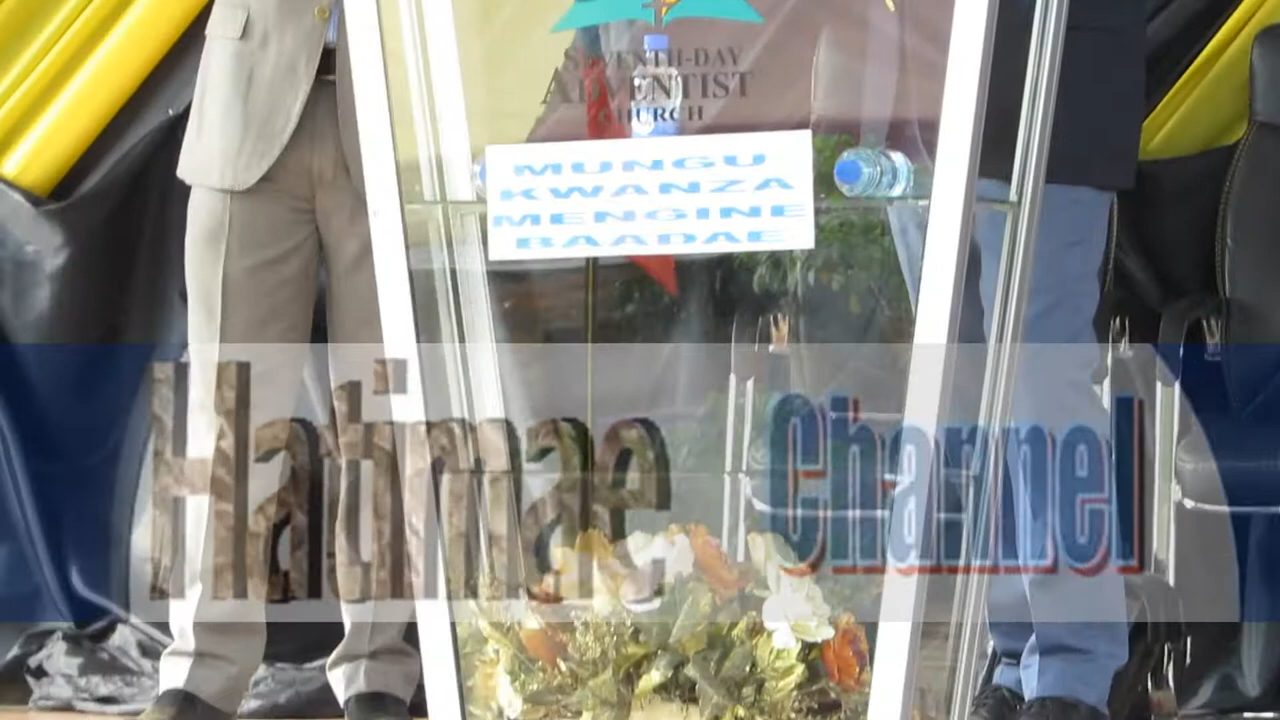 SEVENTH-DAY
ADVENTIST
CHURCH
MUNGU
KWANZA
MENGINE
BAADAE
Hatimae Channel